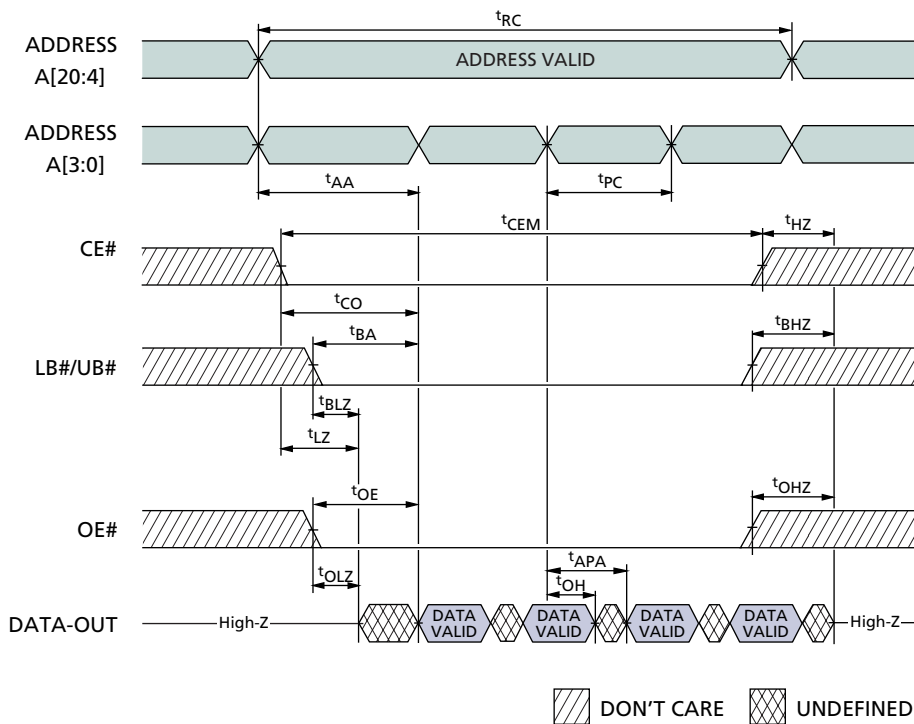 tRC
ADDRESS
A[20:4]
ADDRESS VALID
ADDRESS
A[3:0]
tAA
tPC
tCEM
tHZ
CE#
tCO
tBA
tBHZ
LB#/UB#
tBLZ
tLZ
tOE
tOHZ
OE#
tAPA
tOLZ
tOH
DATA-OUT
High-Z
DATA VALID
DATA VALID
DATA VALID
DATA VALID
High-Z
DON'T CARE
UNDEFINED